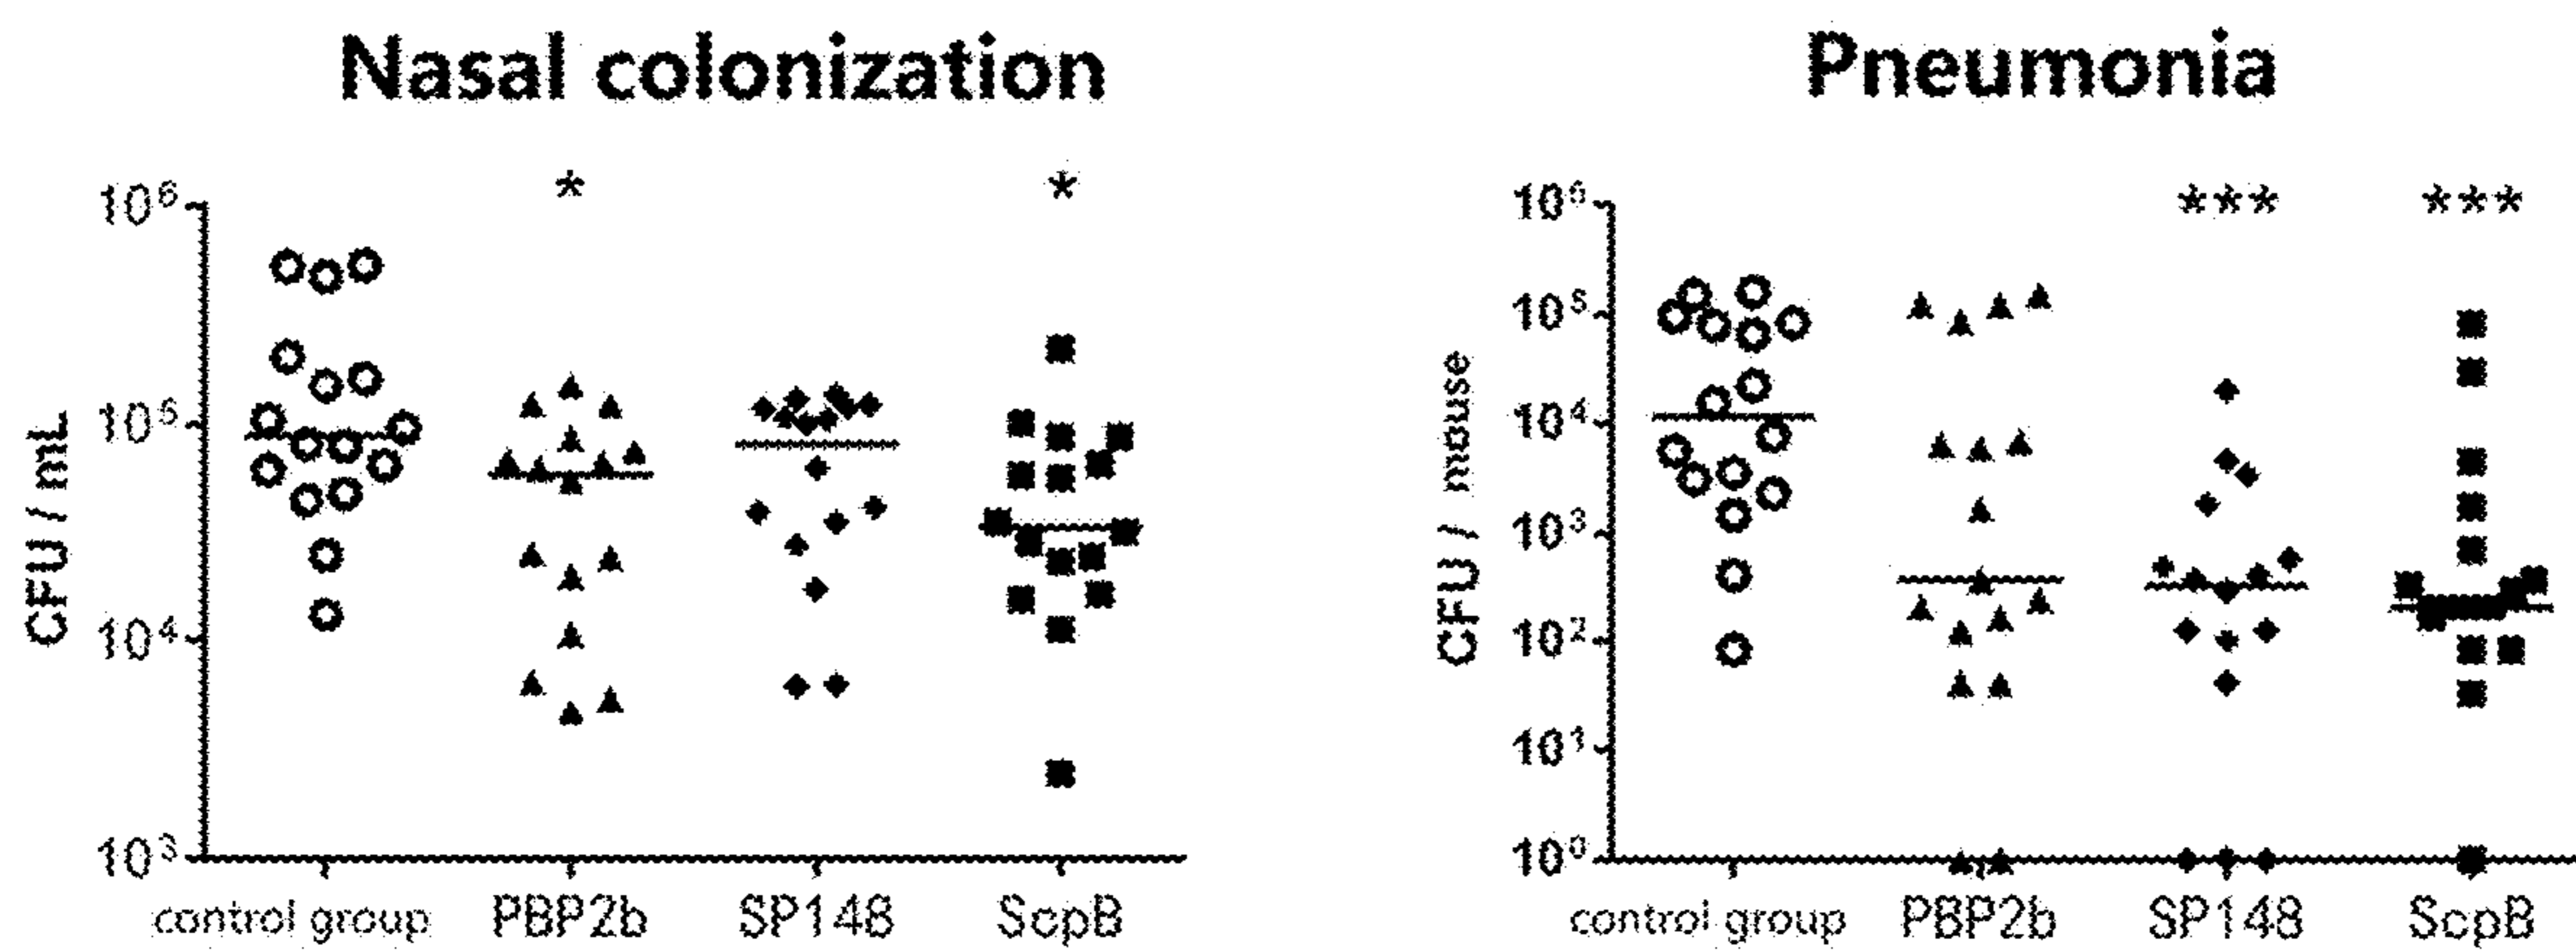 Nasal colonization
* *
10⁶
10⁵
10⁴
10³
CFU / mL
control group PBP2b SP148 ScpB
Pneumonia
*** ***
10⁶
10⁵
10⁴
10³
10²
10¹
10⁰
CFU / mouse
control group PBP2b SP148 ScpB